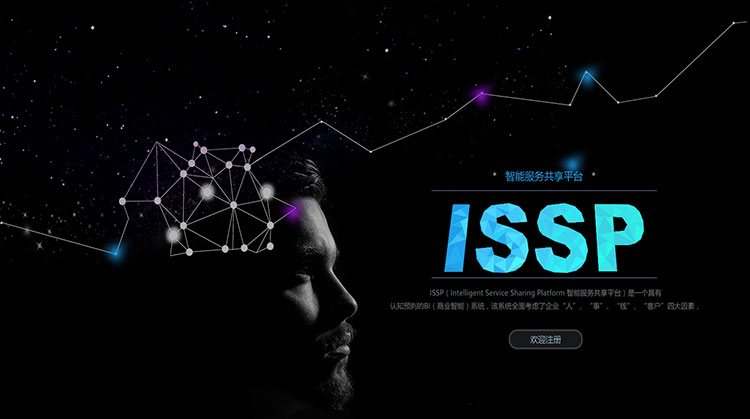 * 智能服务共享平台 *
ISSP
ISSP（Intelligent Service Sharing Platform 智能服务共享平台）是一个具有
认知预判的BI（商业智能）系统，该系统全面考虑了企业“人”、“事”、“钱”、“客户”四大因素，
欢迎注册